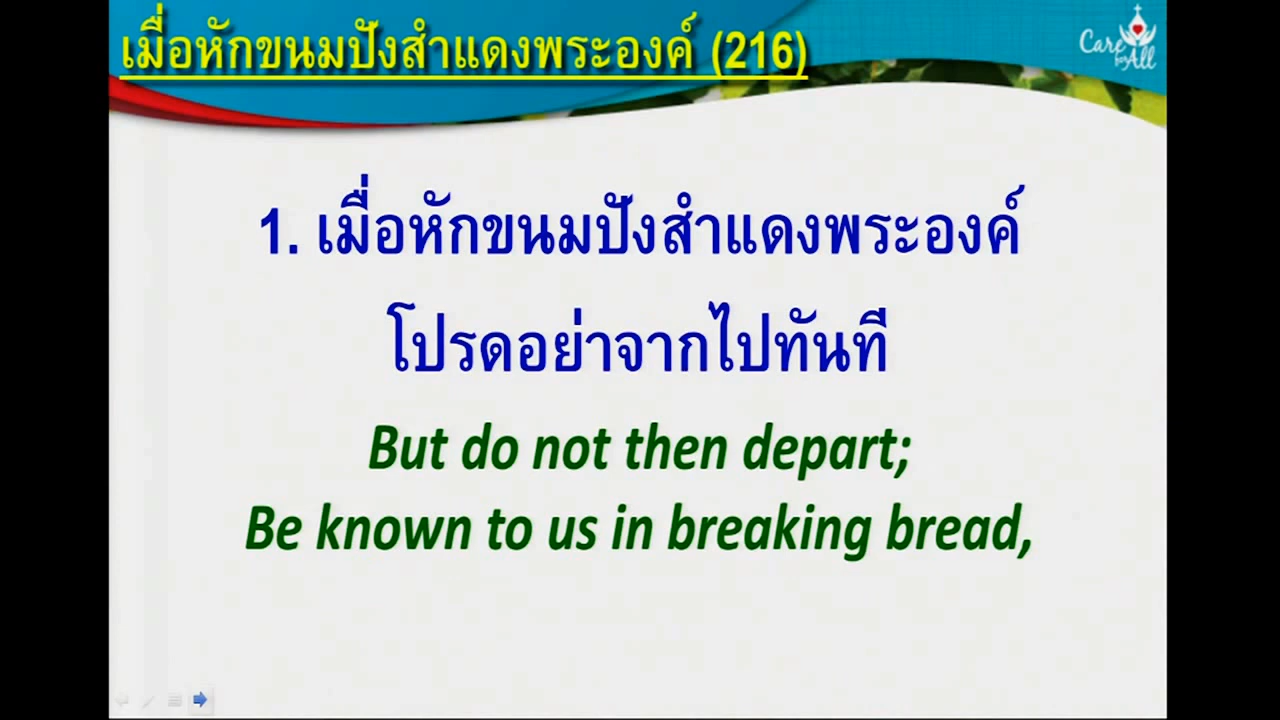 เมื่อหักขนมปังสำแดงพระองค์ (216)
Care
for All
1. เมื่อหักขนมปังสำแดงพระองค์
โปรดอย่าจากไปทันที
But do not then depart;
Be known to us in breaking bread,